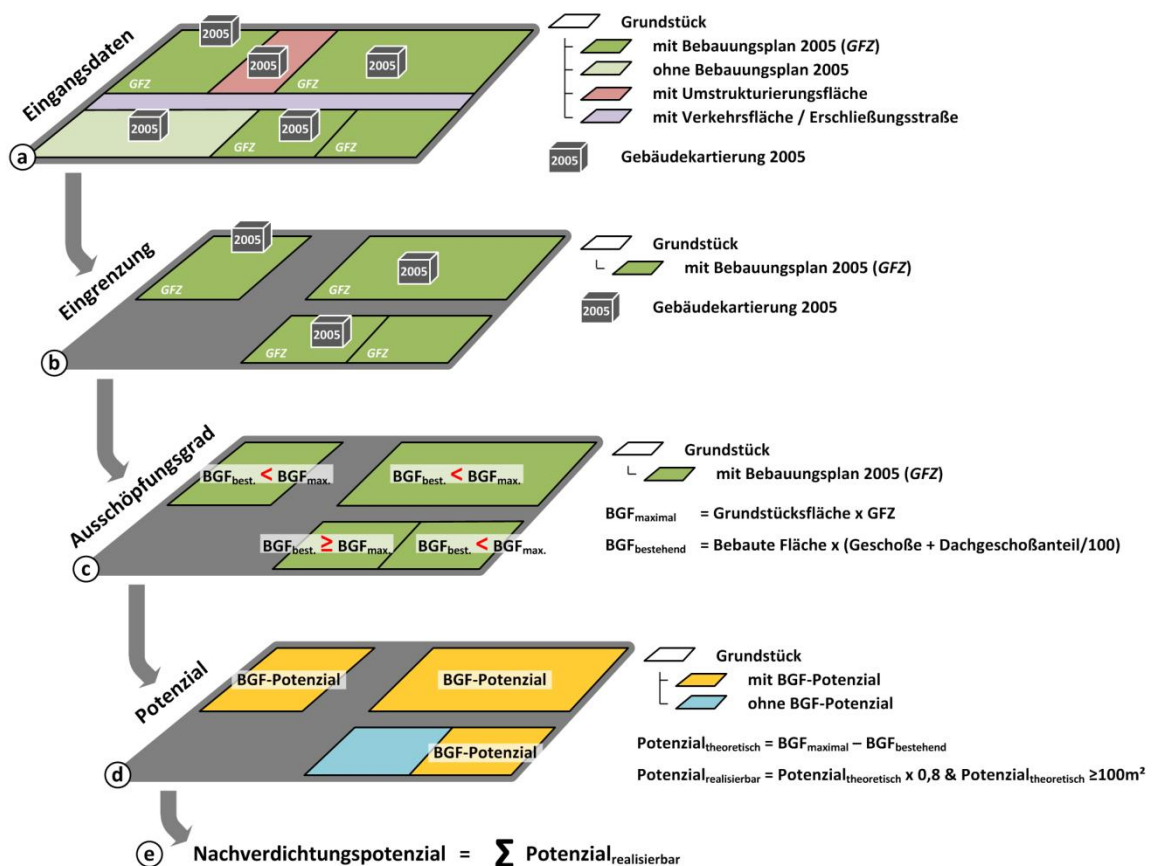 Eingangsdaten
a
2005
2005
2005
GFZ
GFZ
2005
2005
GFZ
GFZ
Grundstück
mit Bebauungsplan 2005 (GFZ)
ohne Bebauungsplan 2005
mit Umstrukturierungsfläche
mit Verkehrsfläche / Erschließungsstraße
2005 Gebäudekartierung 2005
Eingrenzung
b
2005
2005
GFZ
GFZ
2005
GFZ
GFZ
Grundstück
mit Bebauungsplan 2005 (GFZ)
2005 Gebäudekartierung 2005
Ausschöpfungsgrad
c
BGFbest. < BGFmax.
BGFbest. < BGFmax.
BGFbest. ≥ BGFmax.
BGFbest. < BGFmax.
Grundstück
mit Bebauungsplan 2005 (GFZ)
BGFmaximal = Grundstücksfläche x GFZ
BGFbestehend = Bebaute Fläche x (Geschoße + Dachgeschoßanteil/100)
Potenzial
d
BGF-Potenzial
BGF-Potenzial
BGF-Potenzial
Grundstück
mit BGF-Potenzial
ohne BGF-Potenzial
Potenzialtheoretisch = BGFmaximal – BGFbestehend
Potenzialrealisierbar = Potenzialtheoretisch x 0,8 & Potenzialtheoretisch ≥100m²
e Nachverdichtungspotenzial = Σ Potenzialrealisierbar